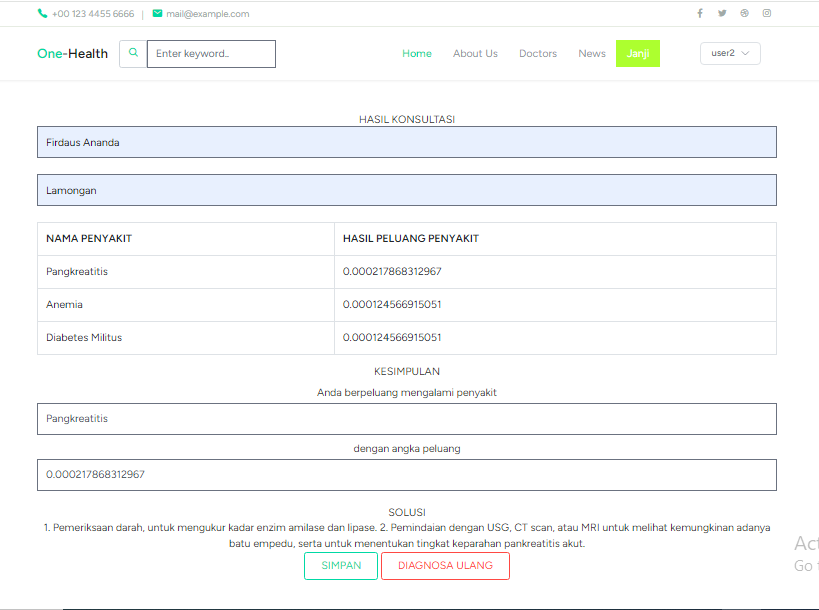 +00 123 4455 6666 | mail@example.com
One-Health Enter keyword.. Home About Us Doctors News Janji user2
HASIL KONSULTASI
Firdaus Ananda
Lamongan
NAMA PENYAKIT HASIL PELUANG PENYAKIT
Pangkreatitis 0.000217868312967
Anemia 0.000124566915051
Diabetes Militus 0.000124566915051
KESIMPULAN
Anda berpeluang mengalami penyakit
Pangkreatitis
dengan angka peluang
0.000217868312967
SOLUSI
1. Pemeriksaan darah, untuk mengukur kadar enzim amilase dan lipase. 2. Pemindaian dengan USG, CT scan, atau MRI untuk melihat kemungkinan adanya
batu empedu, serta untuk menentukan tingkat keparahan pankreatitis akut.
Act
Go
SIMPAN DIAGNOSA ULANG